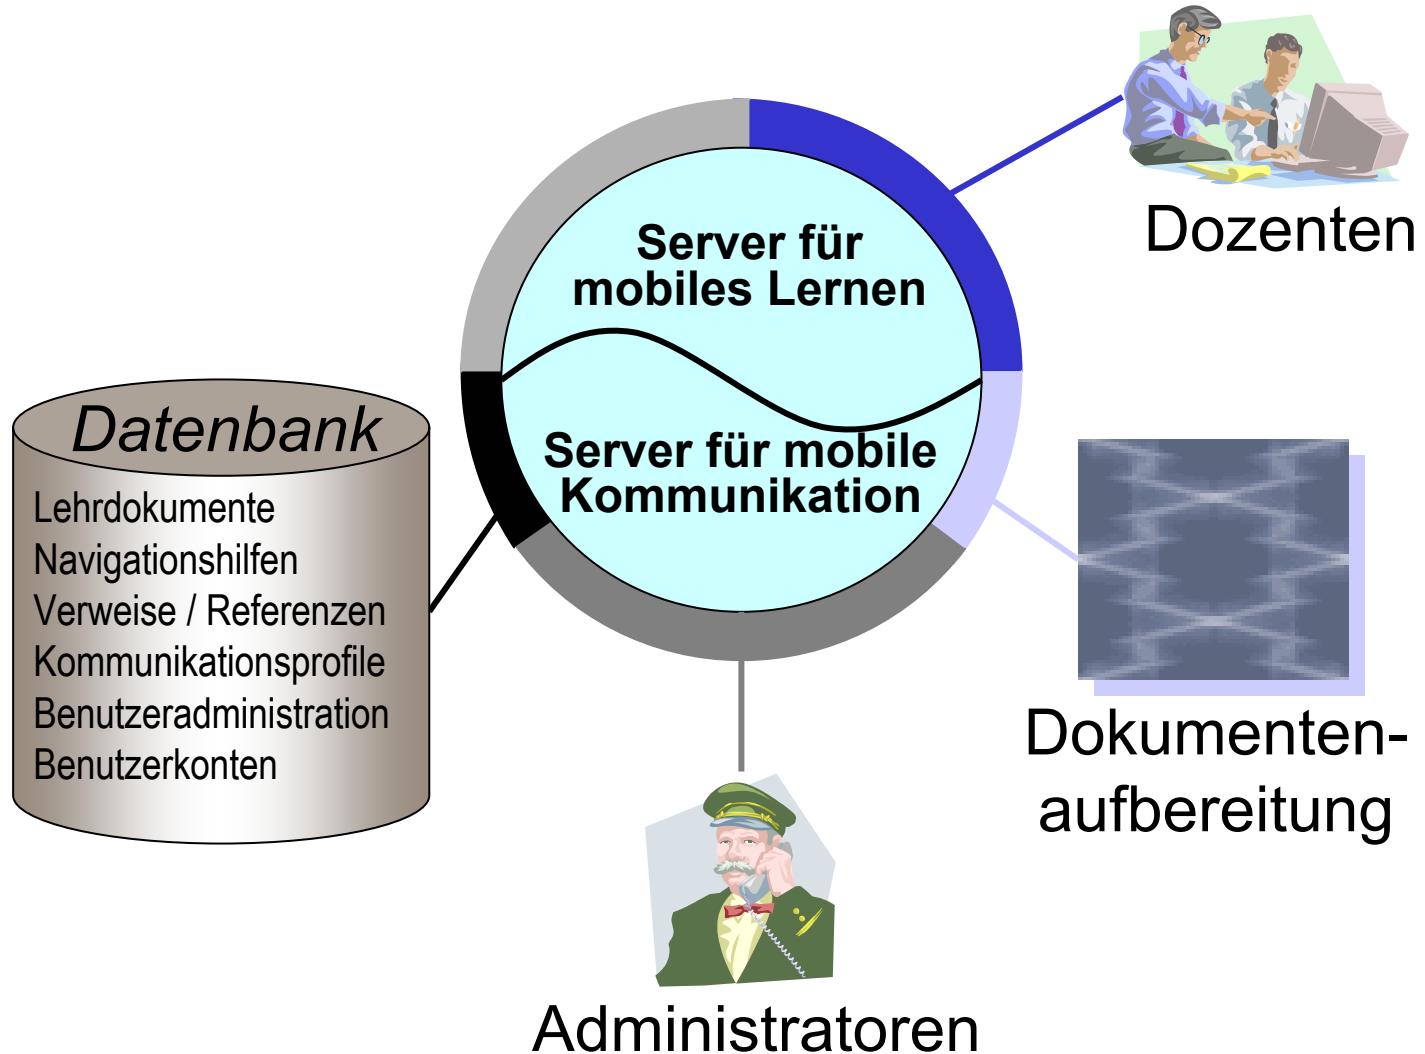 Dozenten
Server für
mobiles Lernen
Server für mobile
Kommunikation
Datenbank
Lehrdokumente
Navigationshilfen
Verweise / Referenzen
Kommunikationsprofile
Benutzeradministration
Benutzerkonten
Dokumenten-
aufbereitung
Administratoren